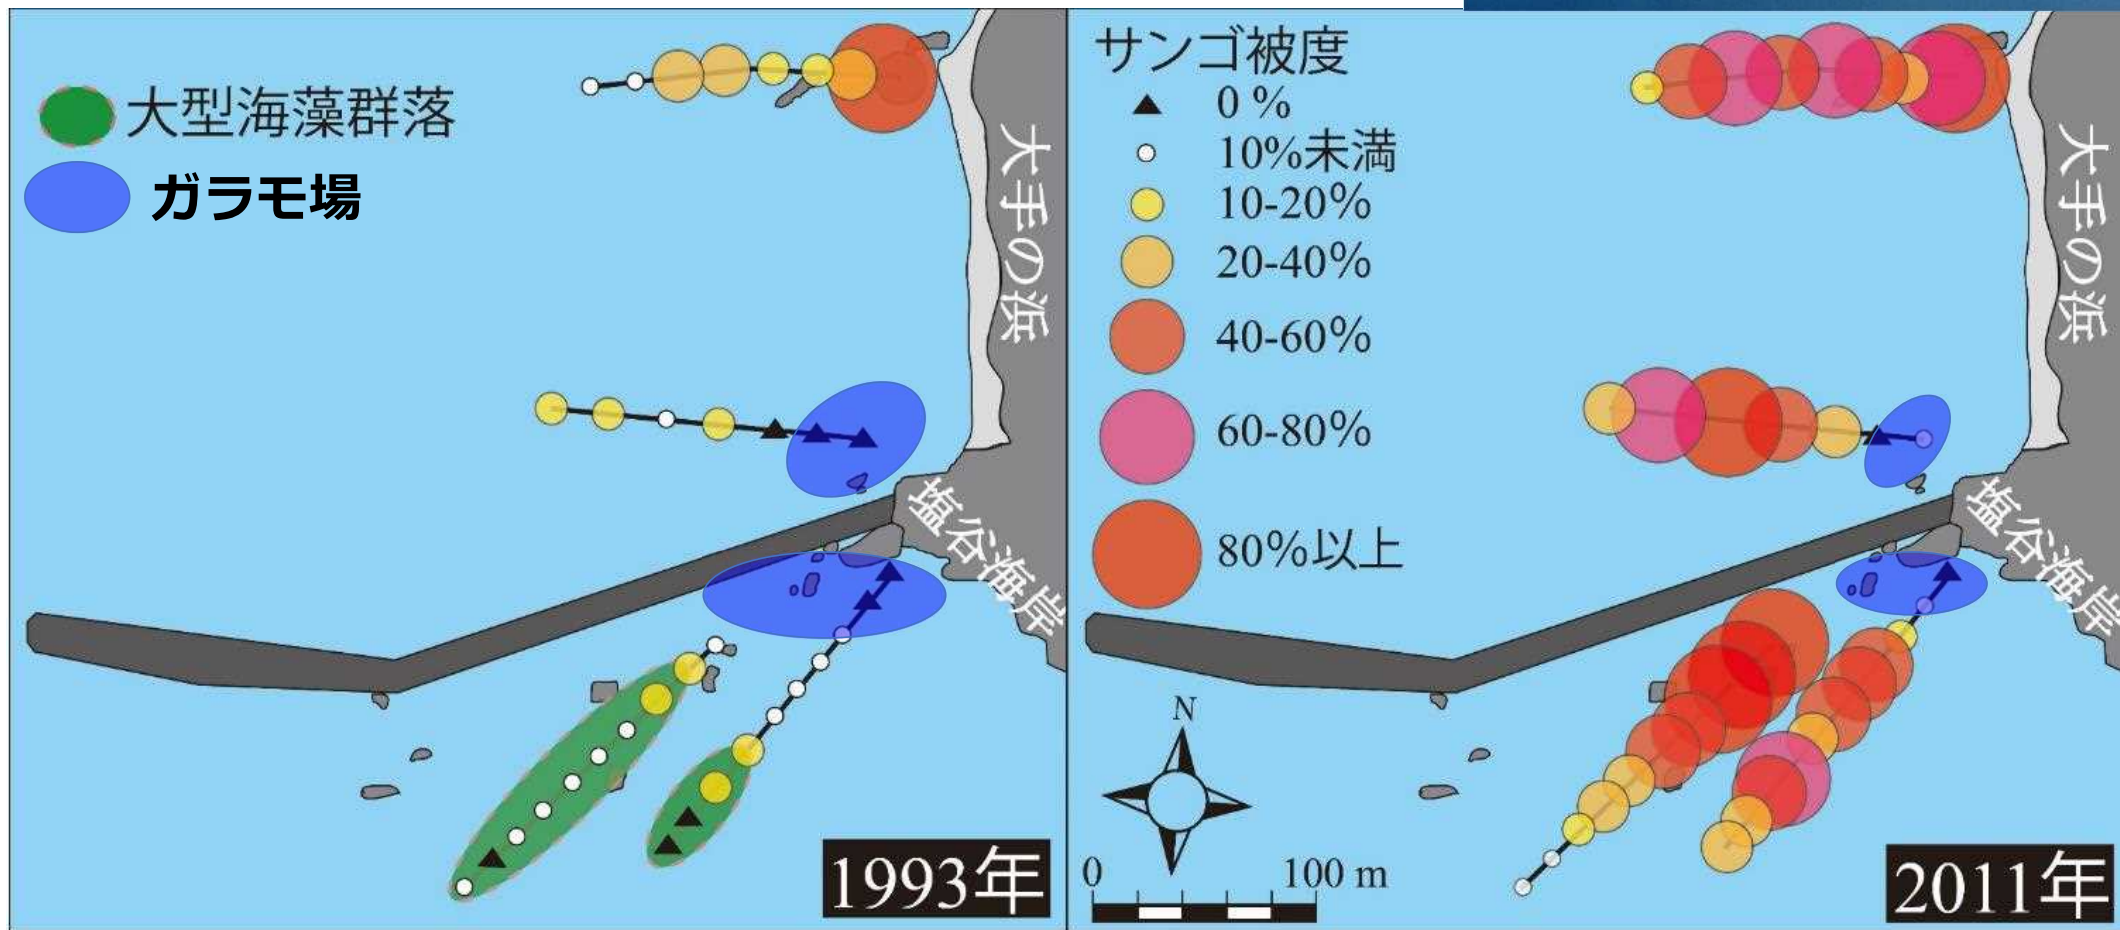 大型海藻群落
ガラモ場
大手の浜
塩谷海岸
1993年
サンゴ被度
0 %
10%未満
10-20%
20-40%
40-60%
60-80%
80%以上
大手の浜
塩谷海岸
N
0 100 m
2011年